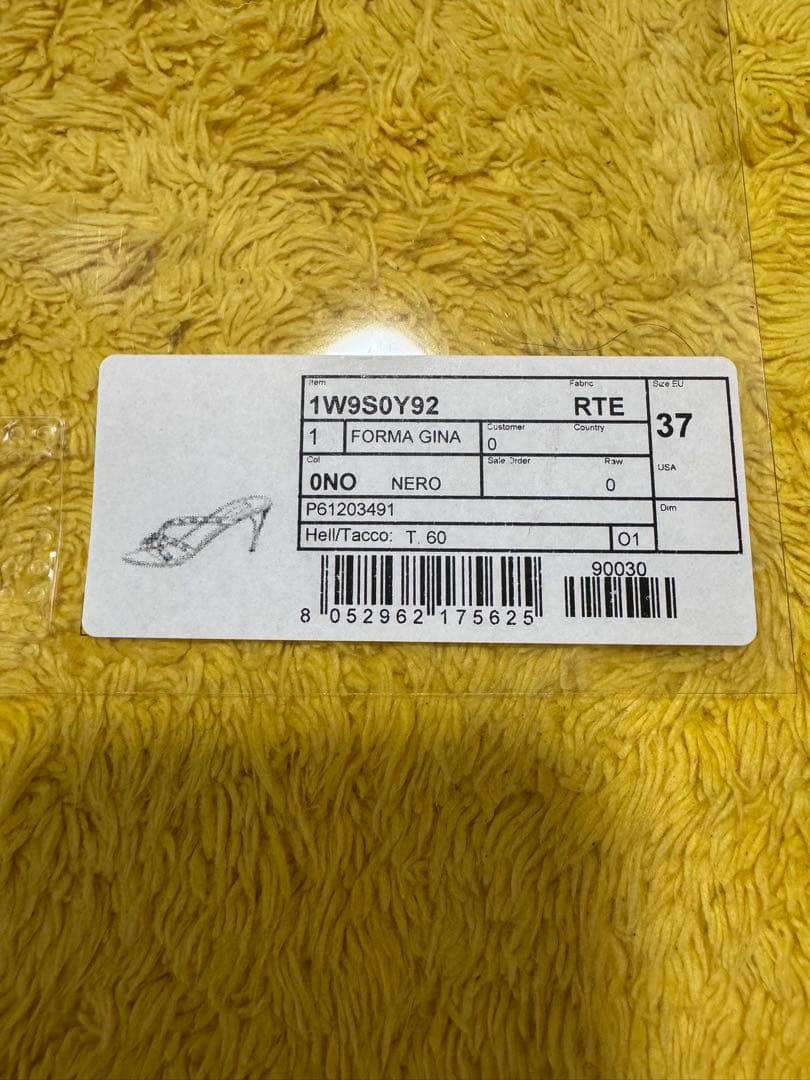 Item Fabric Size EU
1W9S0Y92 RTE 37
1 FORMA GINA Customer 0 Country
Col Sale Order Raw USA
0NO NERO 0
P61203491 Dim
Hell/Tacco: T. 60 O1
90030
8 052962 175625